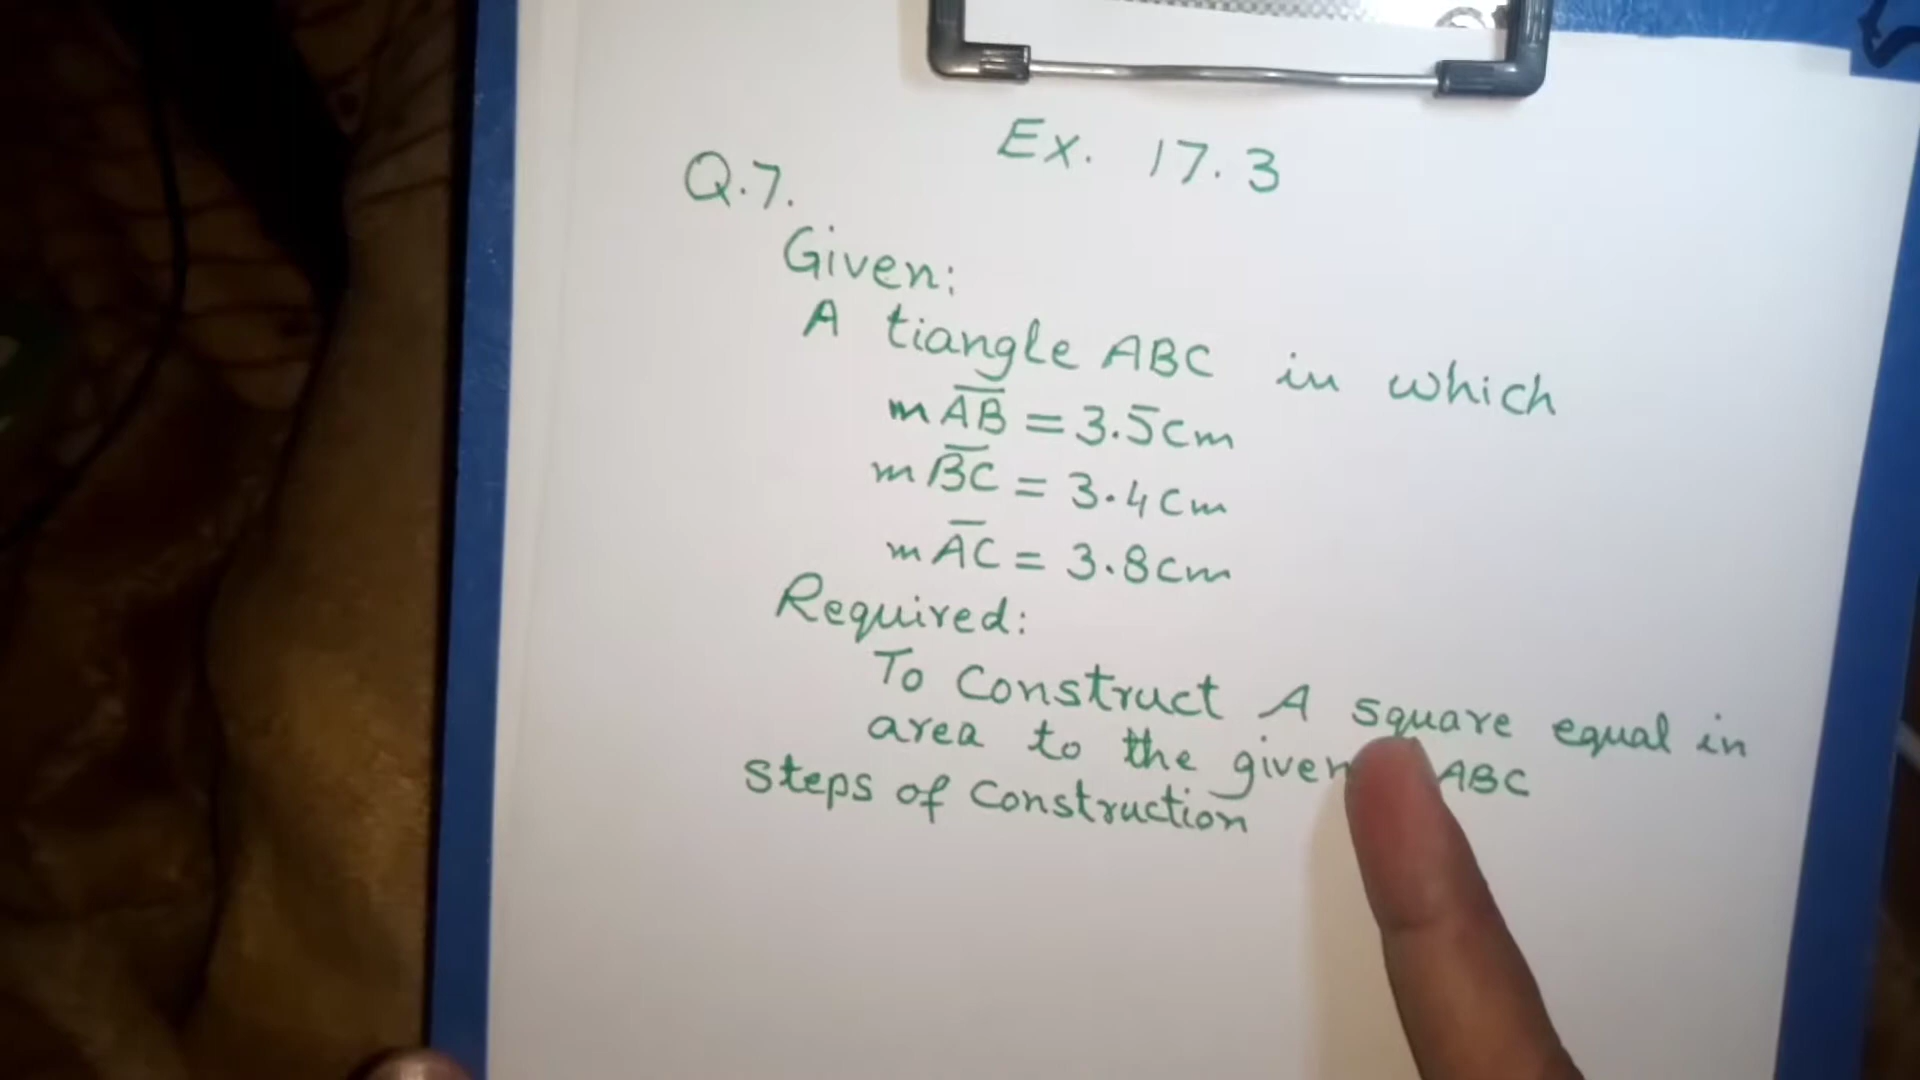 Ex. 17.3
Q.7.
Given:
A tiangle ABC in which
mAB = 3.5cm
mBC = 3.4cm
mAC = 3.8cm
Required:
To Construct A square equal in
area to the given ABC
Steps of Construction